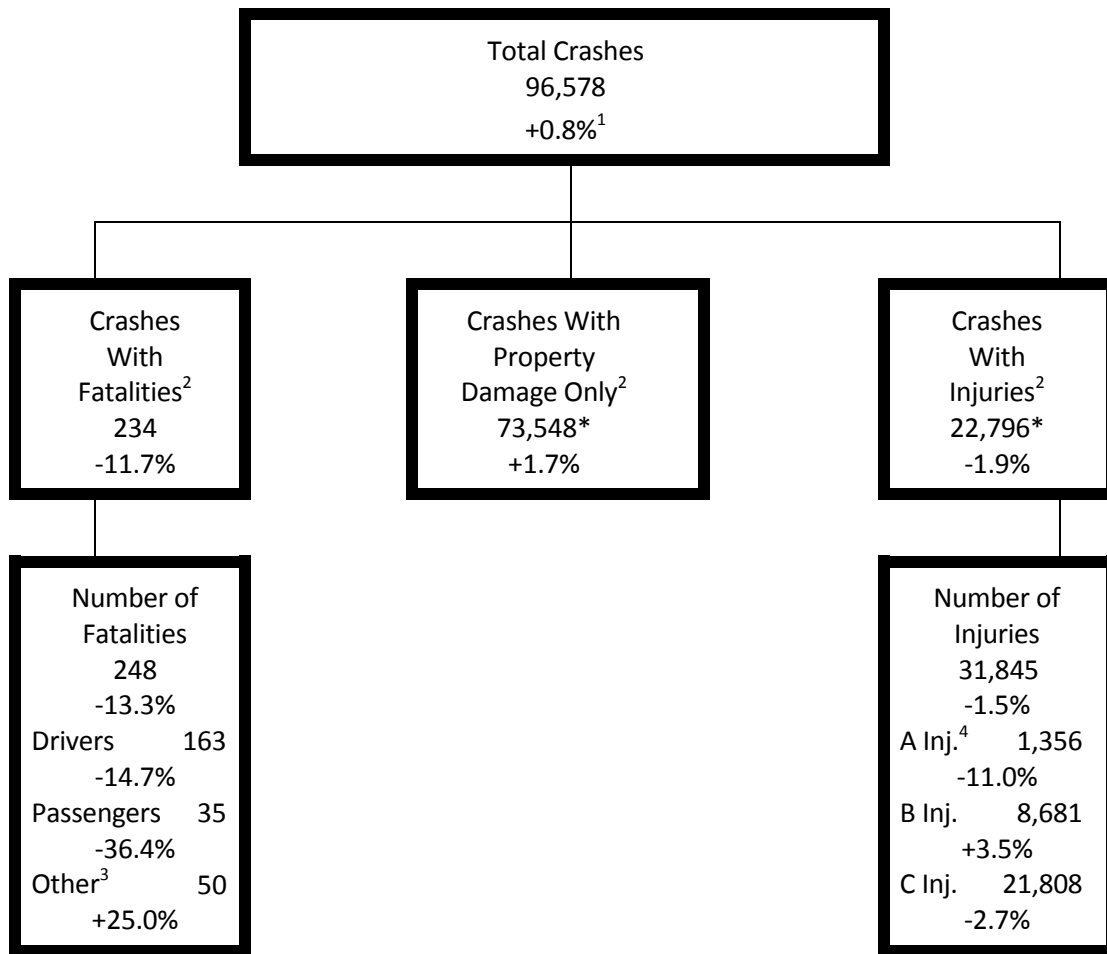 Total Crashes
96,578
+0.8%¹
Crashes
With
Fatalities²
234
-11.7%
Crashes With
Property
Damage Only²
73,548*
+1.7%
Crashes
With
Injuries²
22,796*
-1.9%
Number of
Fatalities
248
-13.3%
Drivers 163
-14.7%
Passengers 35
-36.4%
Other³ 50
+25.0%
Number of
Injuries
31,845
-1.5%
A Inj.⁴ 1,356
-11.0%
B Inj. 8,681
+3.5%
C Inj. 21,808
-2.7%